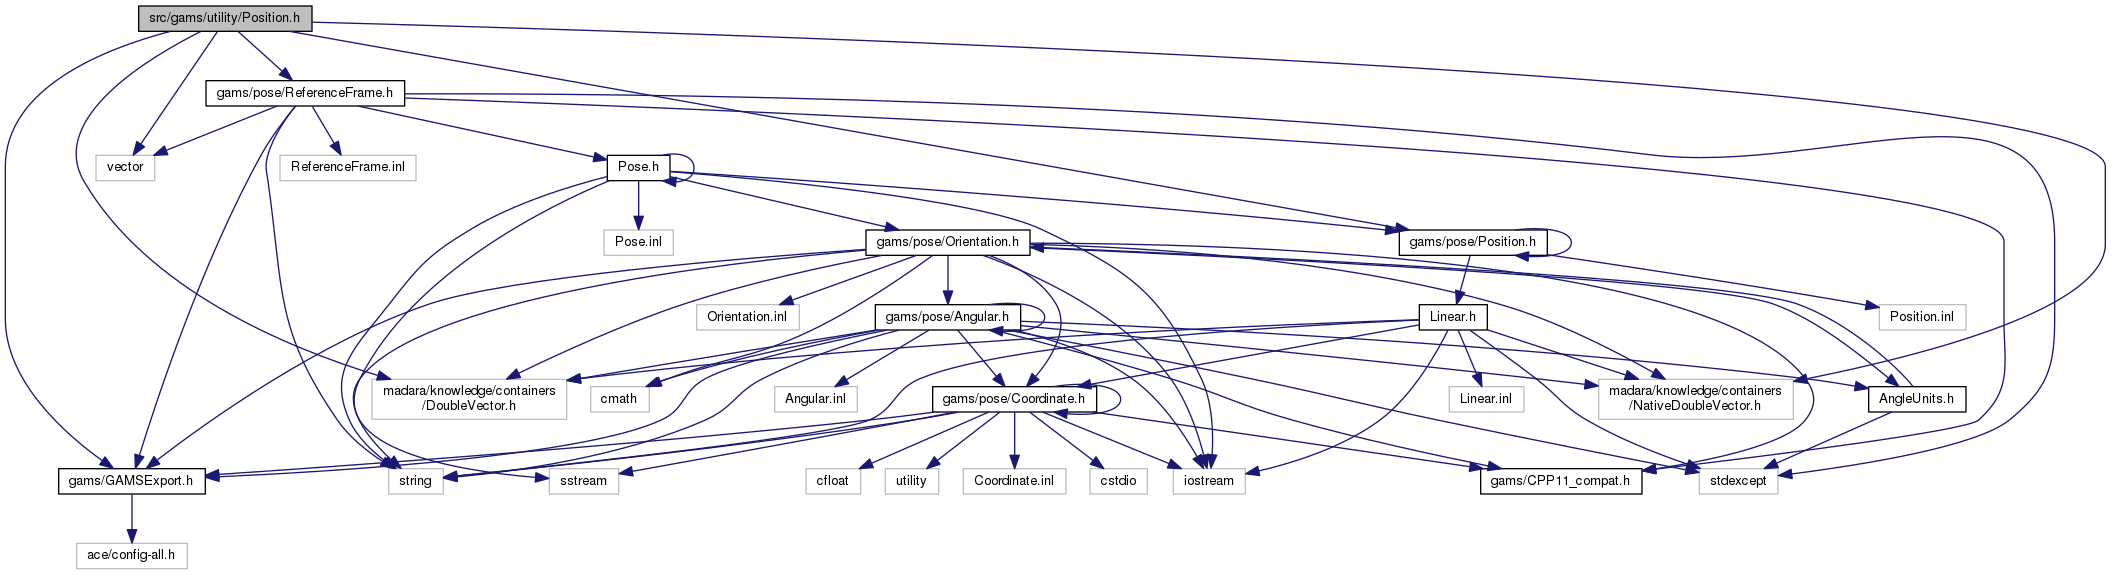 src/gams/utility/Position.h
gams/pose/ReferenceFrame.h
vector
ReferenceFrame.inl
Pose.h
Pose.inl
gams/pose/Orientation.h
gams/pose/Position.h
Orientation.inl
gams/pose/Angular.h
Linear.h
Position.inl
madara/knowledge/containers
/DoubleVector.h
cmath
Angular.inl
gams/pose/Coordinate.h
Linear.inl
madara/knowledge/containers
/NativeDoubleVector.h
AngleUnits.h
gams/GAMSExport.h
string
sstream
cfloat
utility
Coordinate.inl
cstdio
iostream
gams/CPP11_compat.h
stdexcept
ace/config-all.h